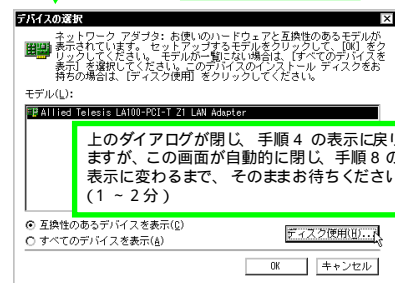 デバイスの選択
ネットワーク アダプタ: お使いのハードウェアと互換性のあるモデルが
表示されています。 セットアップするモデルをクリックして、[OK] をク
リックしてください。 モデルが一覧にない場合は、[すべてのデバイスを
表示] を選択してください。このデバイスのインストール ディスクをお
持ちの場合は、[ディスク使用] をクリックしてください。
モデル(L):
Allied Telesis LA100-PCI-T Z1 LAN Adapter
上のダイアログが閉じ、手順 4 の表示に戻り
ますが、この画面が自動的に閉じ、手順 8 の
表示に変わるまで、そのままお待ちください
(1 ~ 2分)
互換性のあるデバイスを表示(C)
すべてのデバイスを表示(A)
ディスク使用(H)...
OK
キャンセル